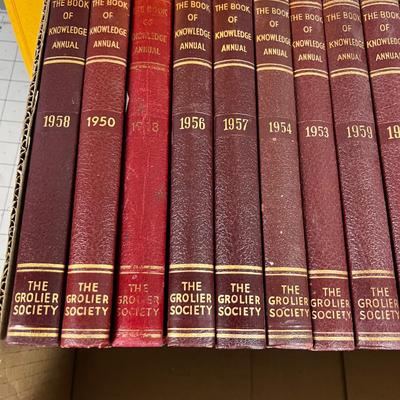 THE BOOK
OF
KNOWLEDGE
ANNUAL
1958
THE
GROLIER
SOCIETY
THE BOOK
OF
KNOWLEDGE
ANNUAL
1950
THE
GROLIER
SOCIETY
THE BOOK
OF
KNOWLEDGE
ANNUAL
THE
GROLIER
SOCIETY
THE BOOK
OF
KNOWLEDGE
ANNUAL
1956
THE
GROLIER
SOCIETY
THE BOOK
OF
KNOWLEDGE
ANNUAL
1957
THE
GROLIER
SOCIETY
THE BOOK
OF
KNOWLEDGE
ANNUAL
1954
THE
GROLIER
SOCIETY
THE BOOK
OF
KNOWLEDGE
ANNUAL
1953
THE
GROLIER
SOCIETY
THE BOOK
OF
KNOWLEDGE
ANNUAL
1959
THE
GROLIER
SOCIETY
THE BOOK
OF
KNOWLEDGE
ANNUAL
THE
GROLIER
SOCIETY